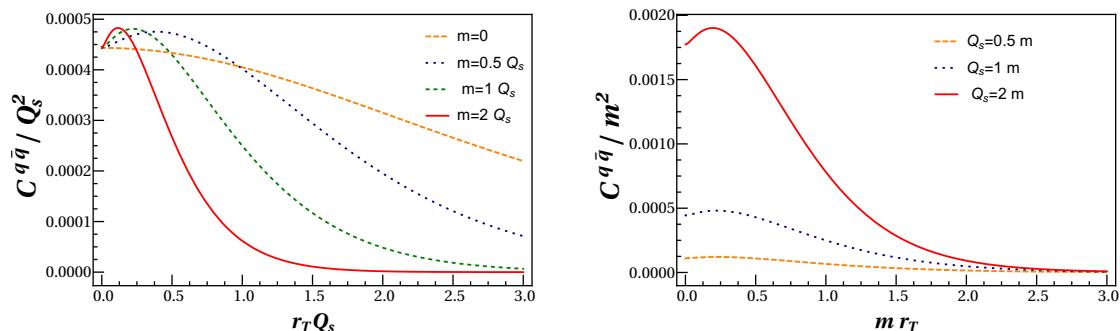 0.0005
0.0004
0.0003
0.0002
0.0001
0.0000
0.0 0.5 1.0 1.5 2.0 2.5 3.0
C^{q q̄} / Q_s^2
r_T Q_s
m=0
m=0.5 Q_s
m=1 Q_s
m=2 Q_s
0.0020
0.0015
0.0010
0.0005
0.0000
0.0 0.5 1.0 1.5 2.0 2.5 3.0
C^{q q̄} / m^2
m r_T
Q_s=0.5 m
Q_s=1 m
Q_s=2 m